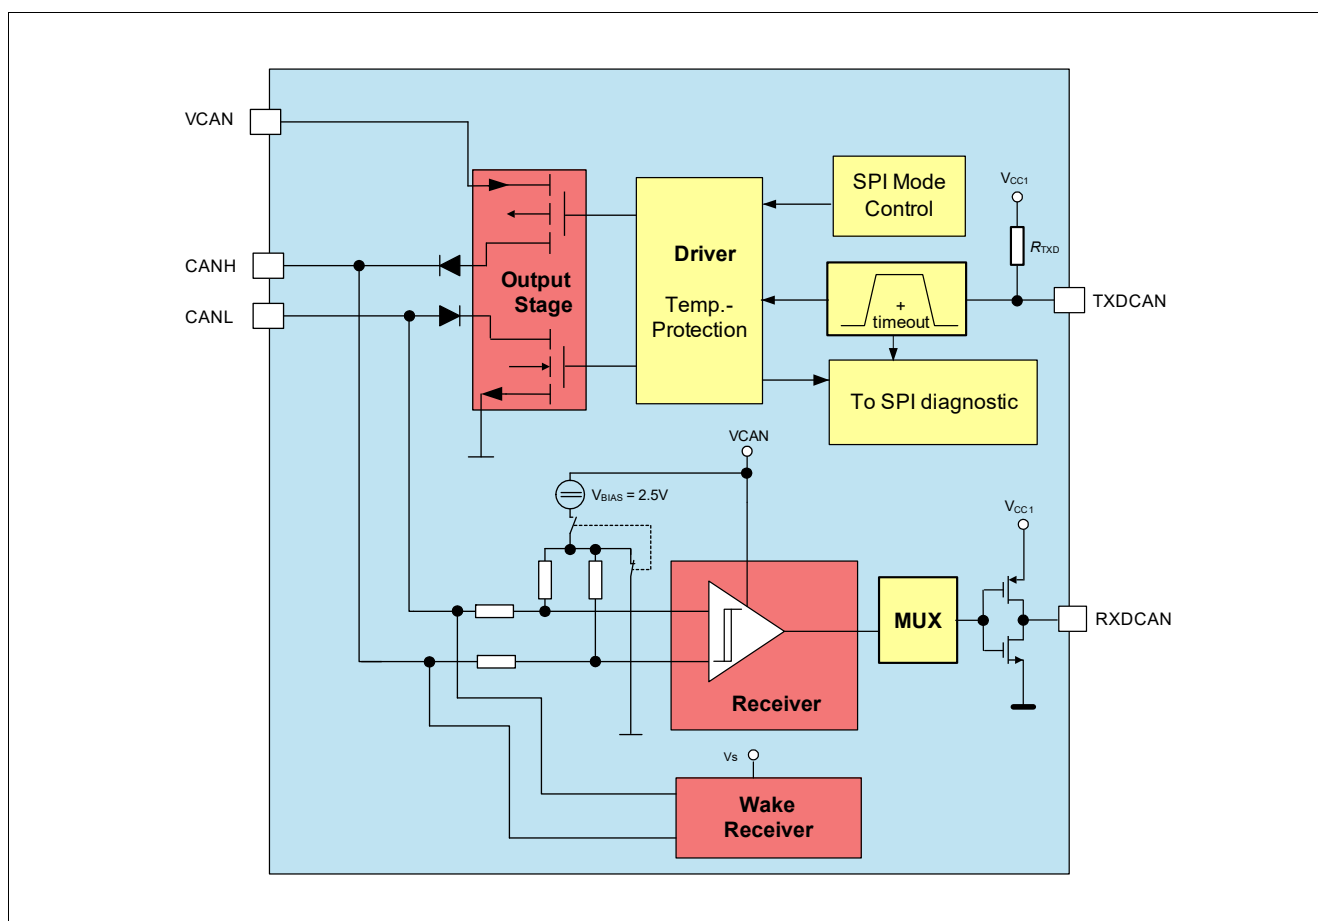 VCAN
SPI Mode
Control
VCC1
RTXD
CANH
Driver
Output
Stage
CANL
Temp.-
Protection
+
timeout
TXDCAN
To SPI diagnostic
VCAN
VBIAS = 2.5V
VCC1
MUX
RXDCAN
Receiver
Vs
Wake
Receiver